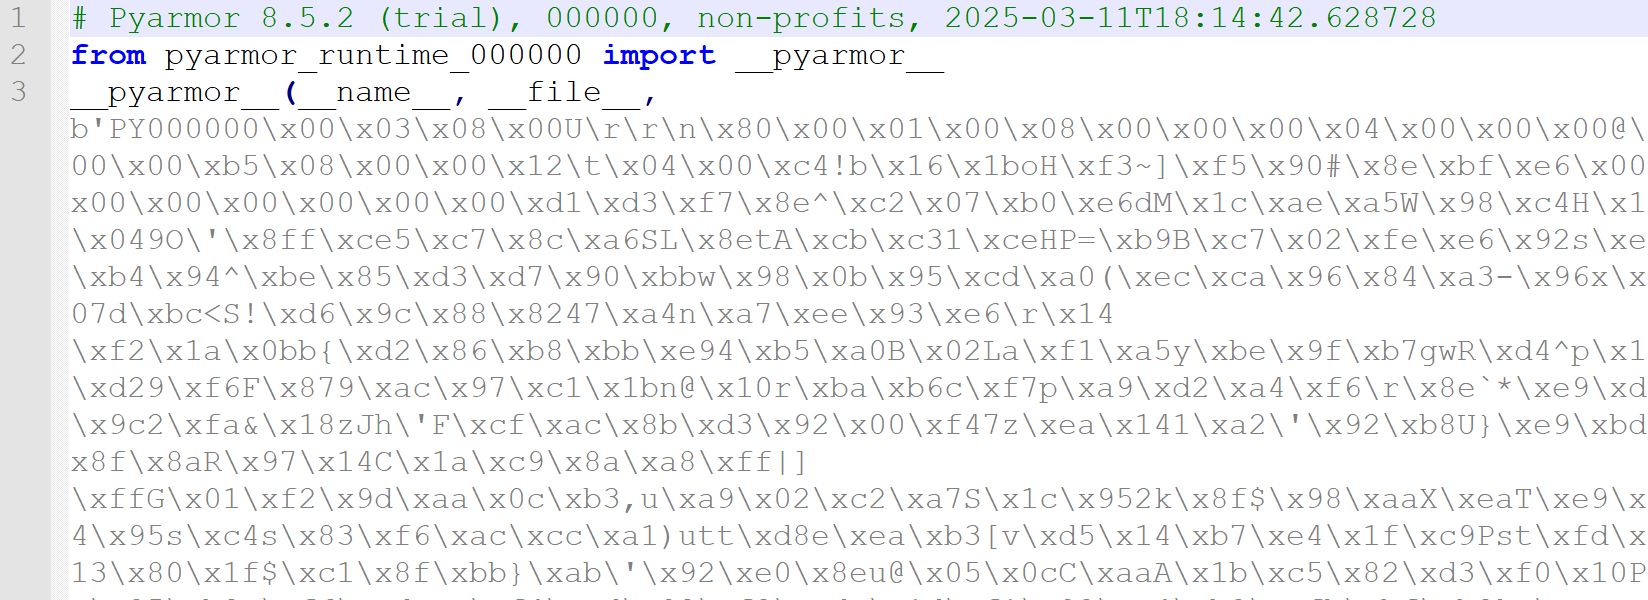 1 # Pyarmor 8.5.2 (trial), 000000, non-profits, 2025-03-11T18:14:42.628728
2 from pyarmor_runtime_000000 import __pyarmor__
3 __pyarmor__(__name__, __file__,
b'PY000000\x00\x03\x08\x00U\r\r\n\x80\x00\x01\x00\x08\x00\x00\x00\x04\x00\x00\x00@\
00\x00\xb5\x08\x00\x00\x12\t\x04\x00\xc4!b\x16\x1boH\xf3~]\xf5\x90#\x8e\xbf\xe6\x00
x00\x00\x00\x00\x00\x00\xd1\xd3\xf7\x8e^\xc2\x07\xb0\xe6dM\x1c\xae\xa5W\x98\xc4H\x1
\x049O\'\x8ff\xce5\xc7\x8c\xa6SL\x8etA\xcb\xc31\xceHP=\xb9B\xc7\x02\xfe\xe6\x92s\xe
\xb4\x94^\xbe\x85\xd3\xd7\x90\xbbw\x98\x0b\x95\xcd\xa0(\xec\xca\x96\x84\xa3-\x96x\x
07d\xbc<S!\xd6\x9c\x88\x8247\xa4n\xa7\xee\x93\xe6\r\x14
\xf2\x1a\x0bb{\xd2\x86\xb8\xbb\xe94\xb5\xa0B\x02La\xf1\xa5y\xbe\x9f\xb7gwR\xd4^p\x1
\xd29\xf6F\x879\xac\x97\xc1\x1bn@\x10r\xba\xb6c\xf7p\xa9\xd2\xa4\xf6\r\x8e`*\xe9\xd
\x9c2\xfa&\x18zJh\'F\xcf\xac\x8b\xd3\x92\x00\xf47z\xea\x141\xa2\'\x92\xb8U}\xe9\xbd
x8f\x8aR\x97\x14C\x1a\xc9\x8a\xa8\xff|]
\xffG\x01\xf2\x9d\xaa\x0c\xb3,u\xa9\x02\xc2\xa7S\x1c\x952k\x8f$\x98\xaaX\xeaT\xe9\x
4\x95s\xc4s\x83\xf6\xac\xcc\xa1)utt\xd8e\xea\xb3[v\xd5\x14\xb7\xe4\x1f\xc9Pst\xfd\x
13\x80\x1f$\xc1\x8f\xbb}\xab\'\x92\xe0\x8eu@\x05\x0cC\xaaA\x1b\xc5\x82\xd3\xf0\x10P